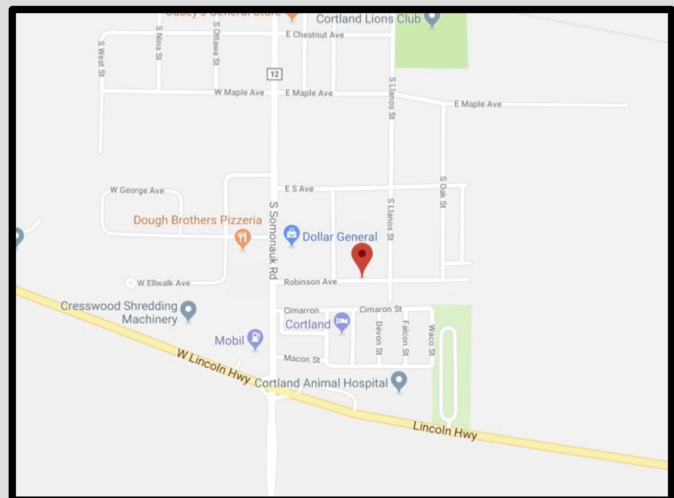 Casey's General Store
Cortland Lions Club
S West St
S Nina St
S Ottawa St
E Chestnut Ave
12
W Maple Ave
E Maple Ave
S Llanos St
E Maple Ave
W George Ave
E S Ave
S Oak St
Dough Brothers Pizzeria
S Somonauk Rd
Dollar General
S Llanos St
W Ellwalk Ave
Robinson Ave
Cresswood Shredding
Machinery
Cimarron
Cimaron St
Cortland
Devon St
Falcon St
Waco St
Mobil
Macon St
W Lincoln Hwy
Cortland Animal Hospital
Lincoln Hwy